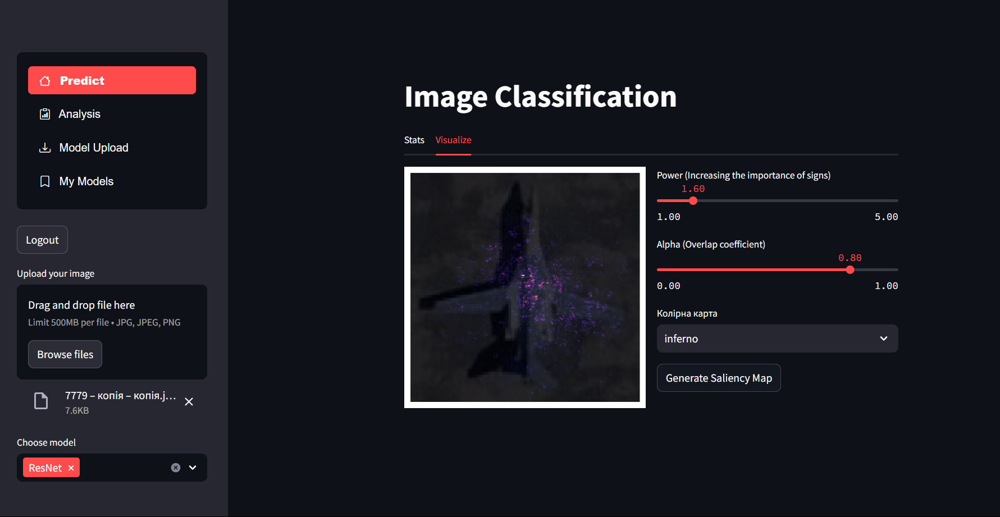 Predict
Analysis
Model Upload
My Models
Logout
Upload your image
Drag and drop file here
Limit 500MB per file • JPG, JPEG, PNG
Browse files
7779 – копія – копія.j...
7.6KB
Choose model
ResNet
Image Classification
Stats
Visualize
Power (Increasing the importance of signs)
1.60
1.00
5.00
Alpha (Overlap coefficient)
0.80
0.00
1.00
Колірна карта
inferno
Generate Saliency Map